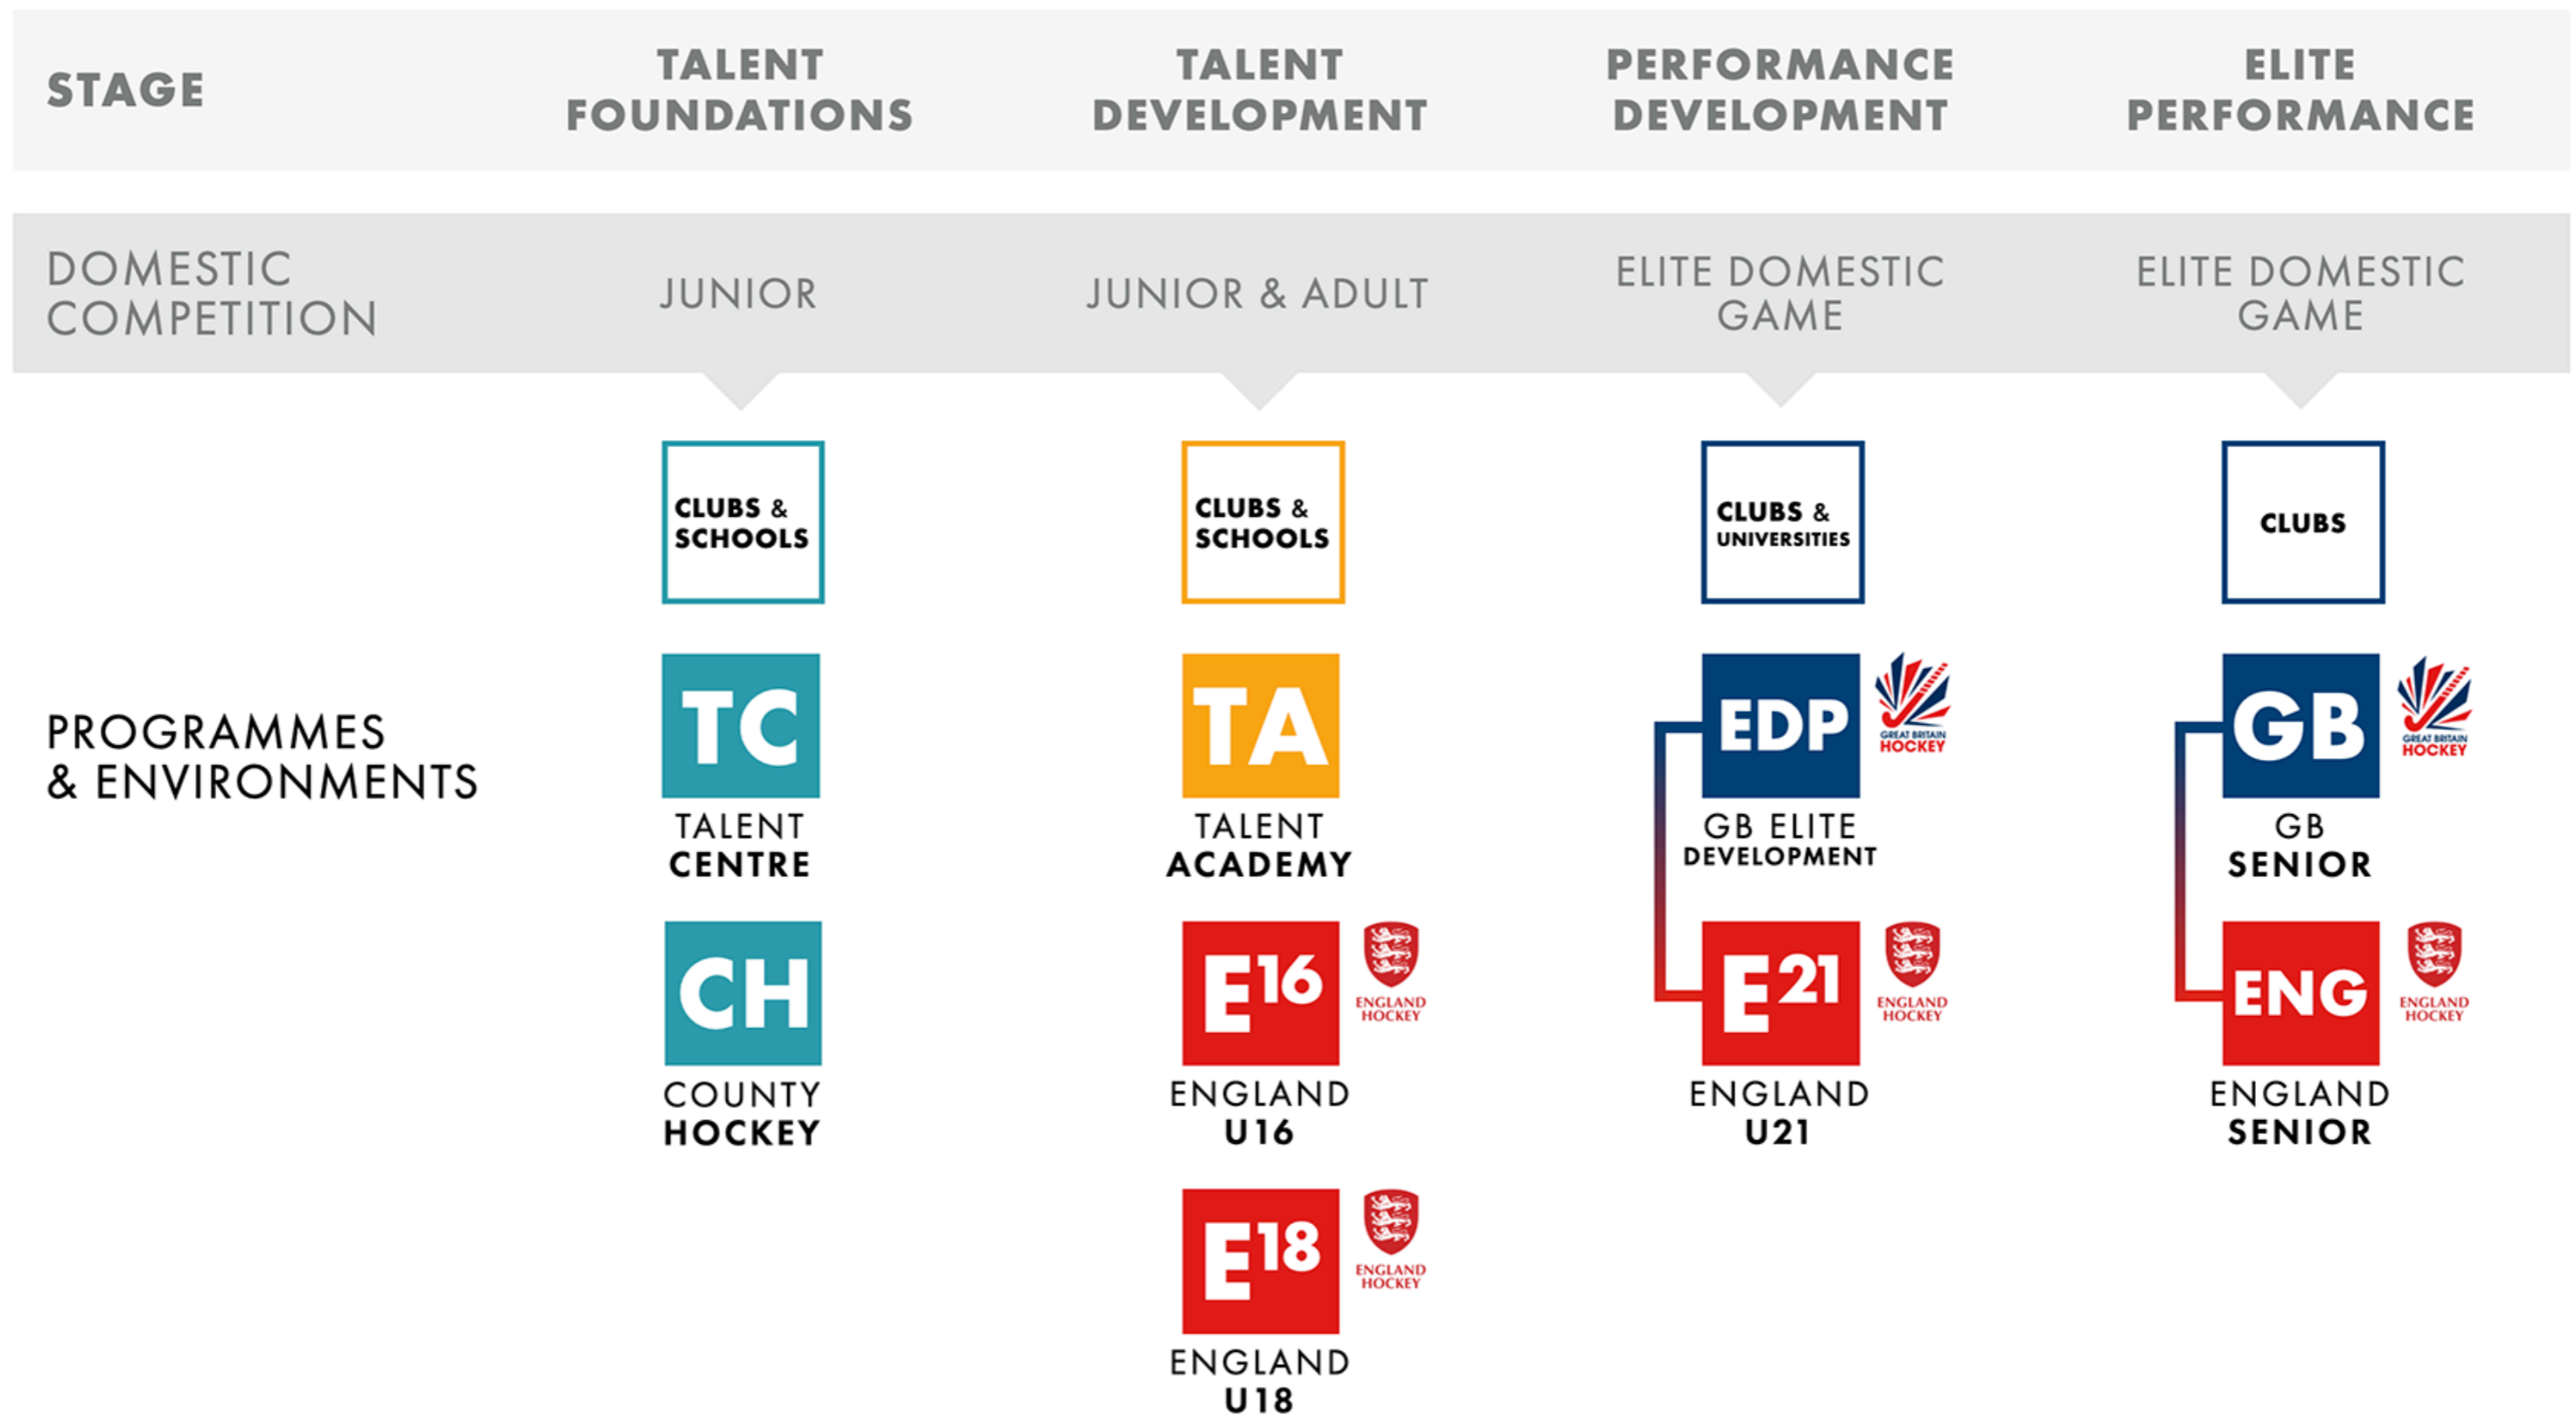 STAGE
TALENT
FOUNDATIONS
TALENT
DEVELOPMENT
PERFORMANCE
DEVELOPMENT
ELITE
PERFORMANCE
DOMESTIC
COMPETITION
JUNIOR
JUNIOR & ADULT
ELITE DOMESTIC
GAME
ELITE DOMESTIC
GAME
PROGRAMMES
& ENVIRONMENTS
CLUBS &
SCHOOLS
TC
TALENT
CENTRE
CH
COUNTY
HOCKEY
CLUBS &
SCHOOLS
TA
TALENT
ACADEMY
E16
ENGLAND
HOCKEY
ENGLAND
U16
E18
ENGLAND
HOCKEY
ENGLAND
U18
CLUBS &
UNIVERSITIES
EDP
GREAT BRITAIN
HOCKEY
GB ELITE
DEVELOPMENT
E21
ENGLAND
HOCKEY
ENGLAND
U21
CLUBS
GB
GREAT BRITAIN
HOCKEY
GB
SENIOR
ENG
ENGLAND
HOCKEY
ENGLAND
SENIOR